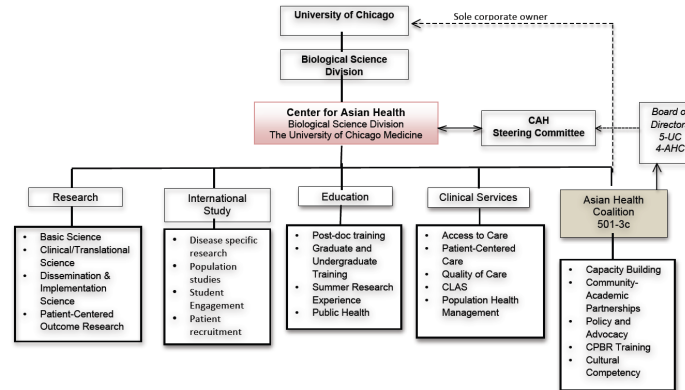 University of Chicago
Sole corporate owner
Biological Science
Division
Center for Asian Health
Biological Science Division
The University of Chicago Medicine
CAH
Steering Committee
Board of
Director
5-UC
4-AHC
Research
International
Study
Education
Clinical Services
Asian Health
Coalition
501-3c
• Basic Science
• Clinical/Translational
Science
• Dissemination &
Implementation
Science
• Patient-Centered
Outcome Research
• Disease specific
research
• Population
studies
• Student
Engagement
• Patient
recruitment
• Post-doc training
• Graduate and
Undergraduate
Training
• Summer Research
Experience
• Public Health
• Access to Care
• Patient-Centered
Care
• Quality of Care
• CLAS
• Population Health
Management
• Capacity Building
• Community-
Academic
Partnerships
• Policy and
Advocacy
• CPBR Training
• Cultural
Competency